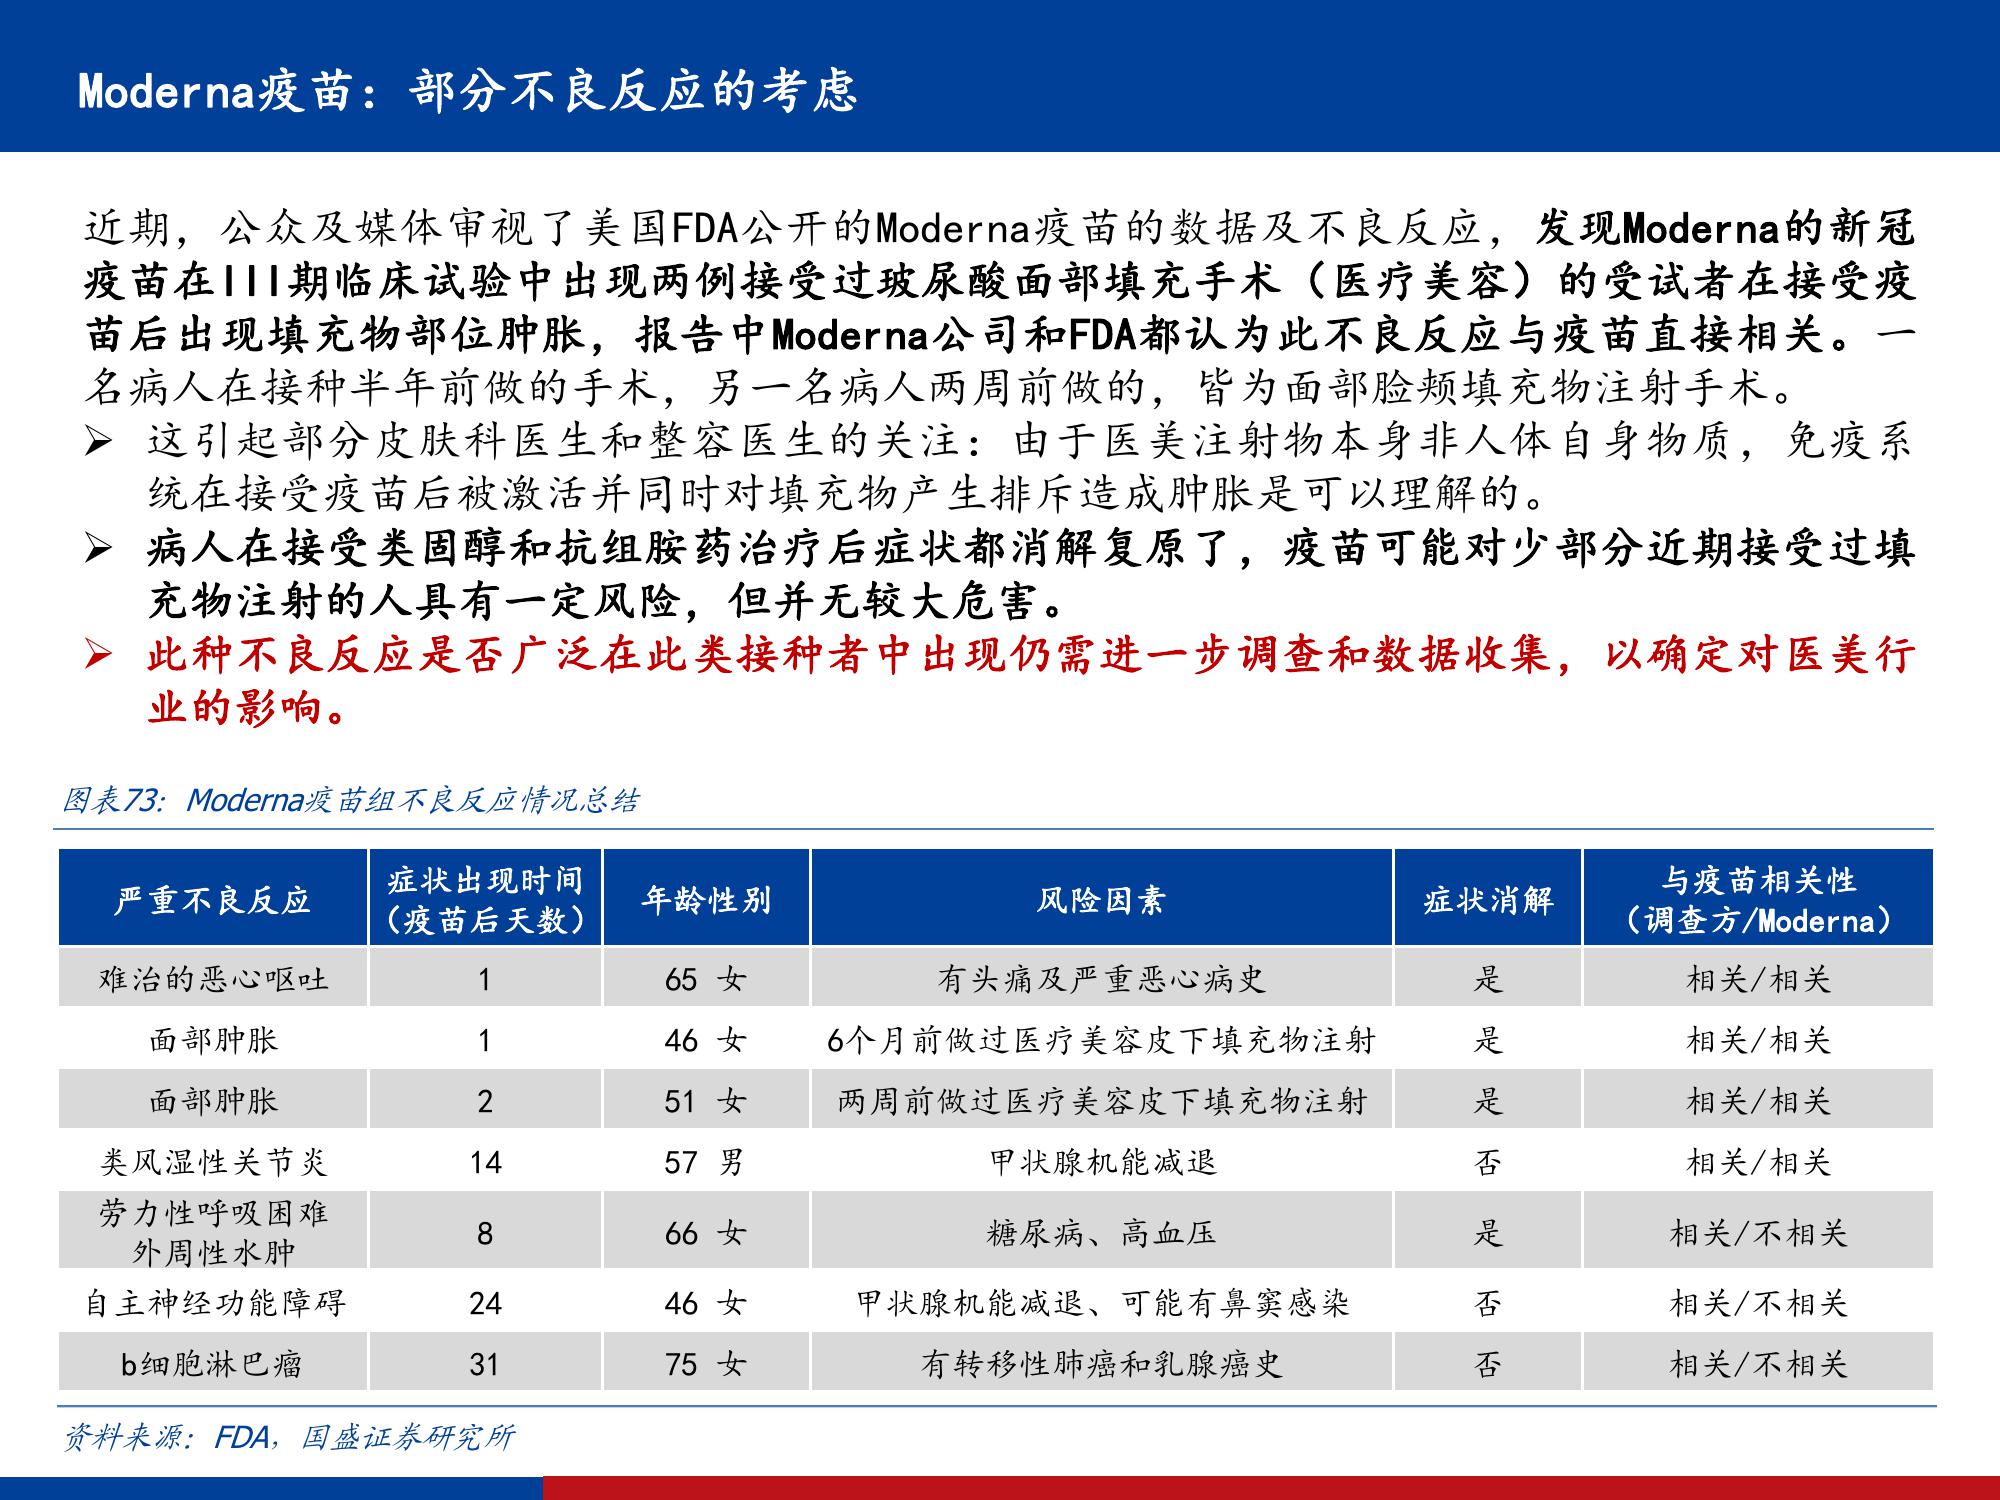 Moderna疫苗：部分不良反应的考虑
近期，公众及媒体审视了美国FDA公开的Moderna疫苗的数据及不良反应，发现Moderna的新冠
疫苗在III期临床试验中出现两例接受过玻尿酸面部填充手术（医疗美容）的受试者在接受疫
苗后出现填充物部位肿胀，报告中Moderna公司和FDA都认为此不良反应与疫苗直接相关。一
名病人在接种半年前做的手术，另一名病人两周前做的，皆为面部脸颊填充物注射手术。
➢ 这引起部分皮肤科医生和整容医生的关注：由于医美注射物本身非人体自身物质，免疫系
统在接受疫苗后被激活并同时对填充物产生排斥造成肿胀是可以理解的。
➢ 病人在接受类固醇和抗组胺药治疗后症状都消解复原了，疫苗可能对少部分近期接受过填
充物注射的人具有一定风险，但并无较大危害。
➢ 此种不良反应是否广泛在此类接种者中出现仍需进一步调查和数据收集，以确定对医美行
业的影响。
图表73：Moderna疫苗组不良反应情况总结
严重不良反应 症状出现时间（疫苗后天数） 年龄性别 风险因素 症状消解 与疫苗相关性（调查方/Moderna）
难治的恶心呕吐 1 65 女 有头痛及严重恶心病史 是 相关/相关
面部肿胀 1 46 女 6个月前做过医疗美容皮下填充物注射 是 相关/相关
面部肿胀 2 51 女 两周前做过医疗美容皮下填充物注射 是 相关/相关
类风湿性关节炎 14 57 男 甲状腺机能减退 否 相关/相关
劳力性呼吸困难外周性水肿 8 66 女 糖尿病、高血压 是 相关/不相关
自主神经功能障碍 24 46 女 甲状腺机能减退、可能有鼻窦感染 否 相关/不相关
b细胞淋巴瘤 31 75 女 有转移性肺癌和乳腺癌史 否 相关/不相关
资料来源：FDA，国盛证券研究所